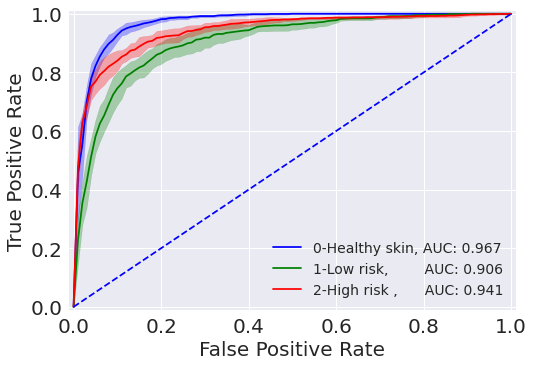 1.0
0.8
0.6
0.4
0.2
0.0
True Positive Rate
0-Healthy skin, AUC: 0.967
1-Low risk, AUC: 0.906
2-High risk , AUC: 0.941
0.0 0.2 0.4 0.6 0.8 1.0
False Positive Rate